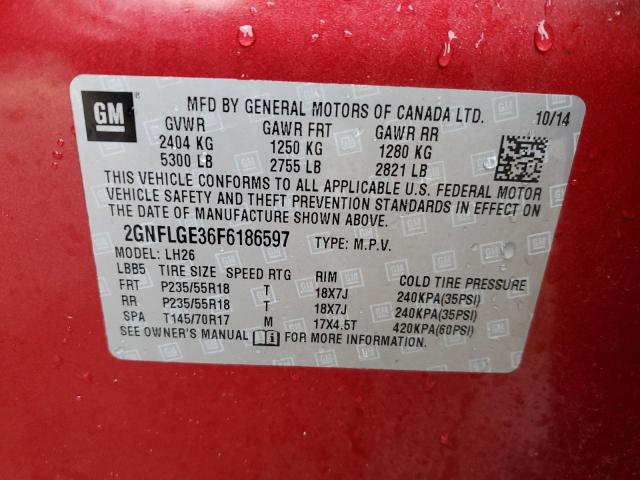 GM
MFD BY GENERAL MOTORS OF CANADA LTD. 10/14
GVWR GAWR FRT GAWR RR
2404 KG 1250 KG 1280 KG
5300 LB 2755 LB 2821 LB
THIS VEHICLE CONFORMS TO ALL APPLICABLE U.S. FEDERAL MOTOR
VEHICLE SAFETY AND THEFT PREVENTION STANDARDS IN EFFECT ON
THE DATE OF MANUFACTURE SHOWN ABOVE.
2GNFLGE36F6186597 TYPE: M.P.V.
MODEL: LH26
LBB5 TIRE SIZE SPEED RTG RIM COLD TIRE PRESSURE
FRT P235/55R18 T 18X7J 240KPA(35PSI)
RR P235/55R18 T 18X7J 240KPA(35PSI)
SPA T145/70R17 M 17X4.5T 420KPA(60PSI)
SEE OWNER'S MANUAL FOR MORE INFORMATION.